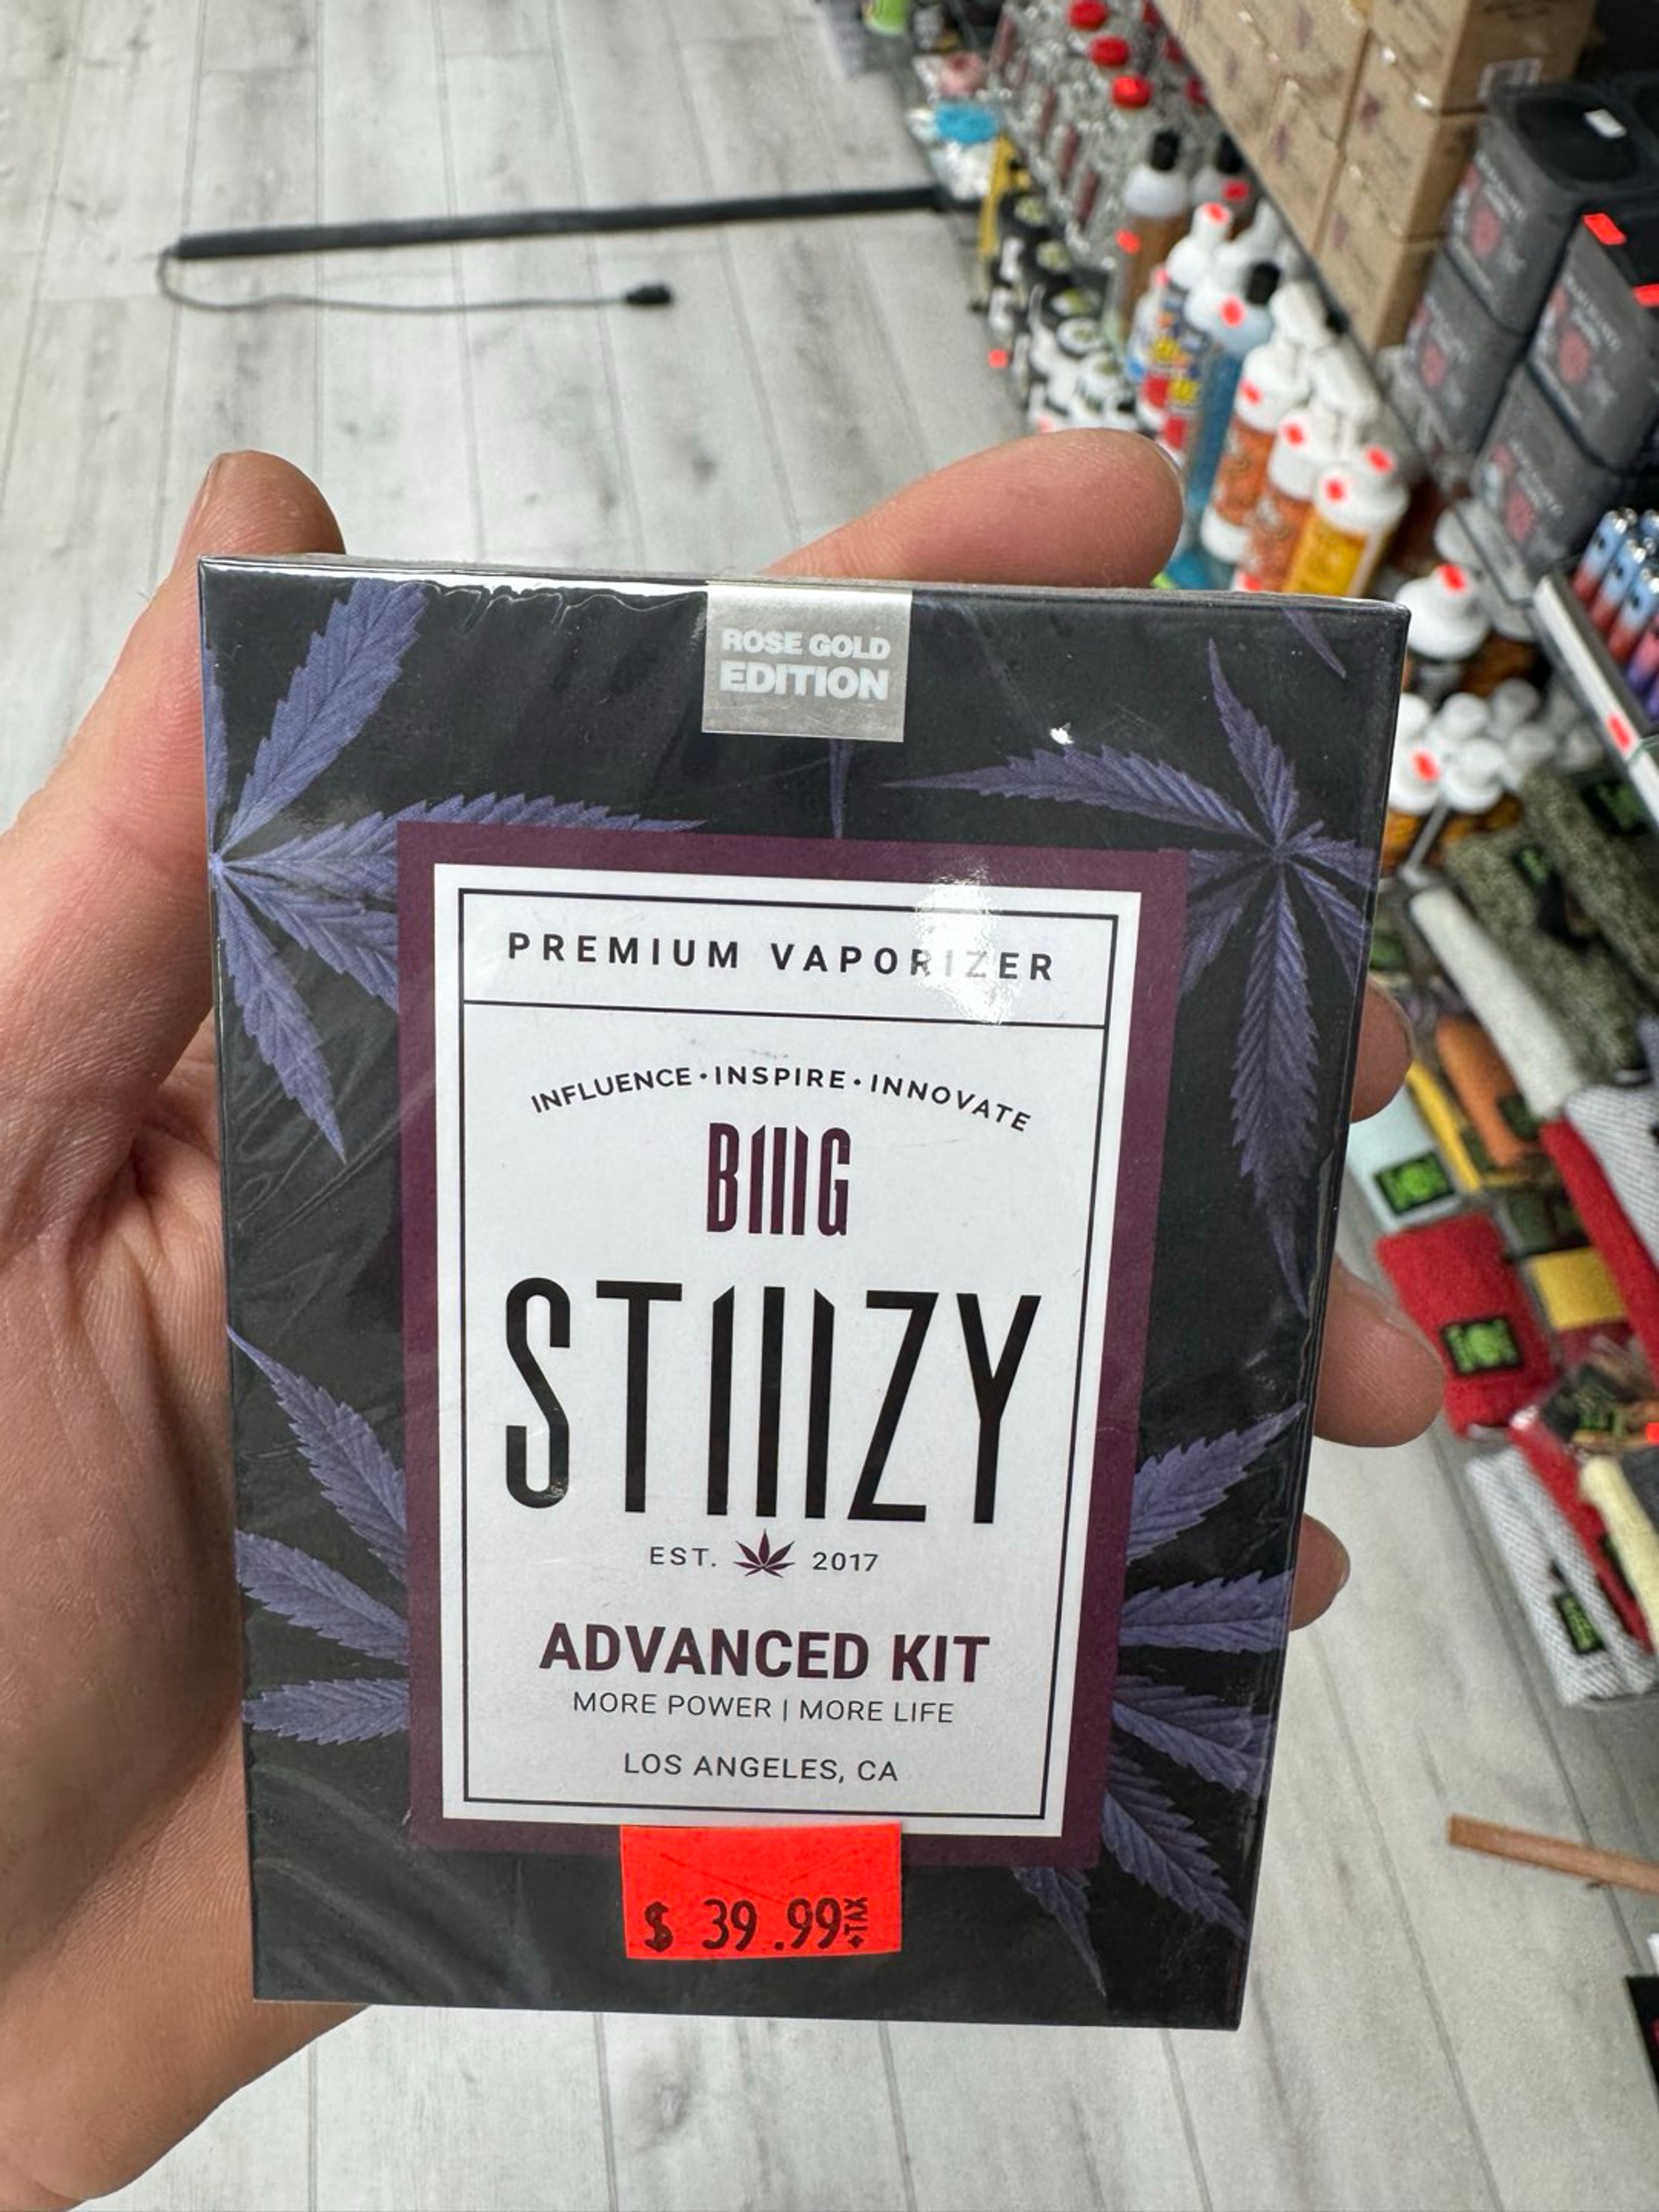 ROSE GOLD
EDITION
PREMIUM VAPORIZER
INFLUENCE • INSPIRE • INNOVATE
BIIIG
STIIIZY
EST. 2017
ADVANCED KIT
MORE POWER | MORE LIFE
LOS ANGELES, CA
$ 39.99 +TAX